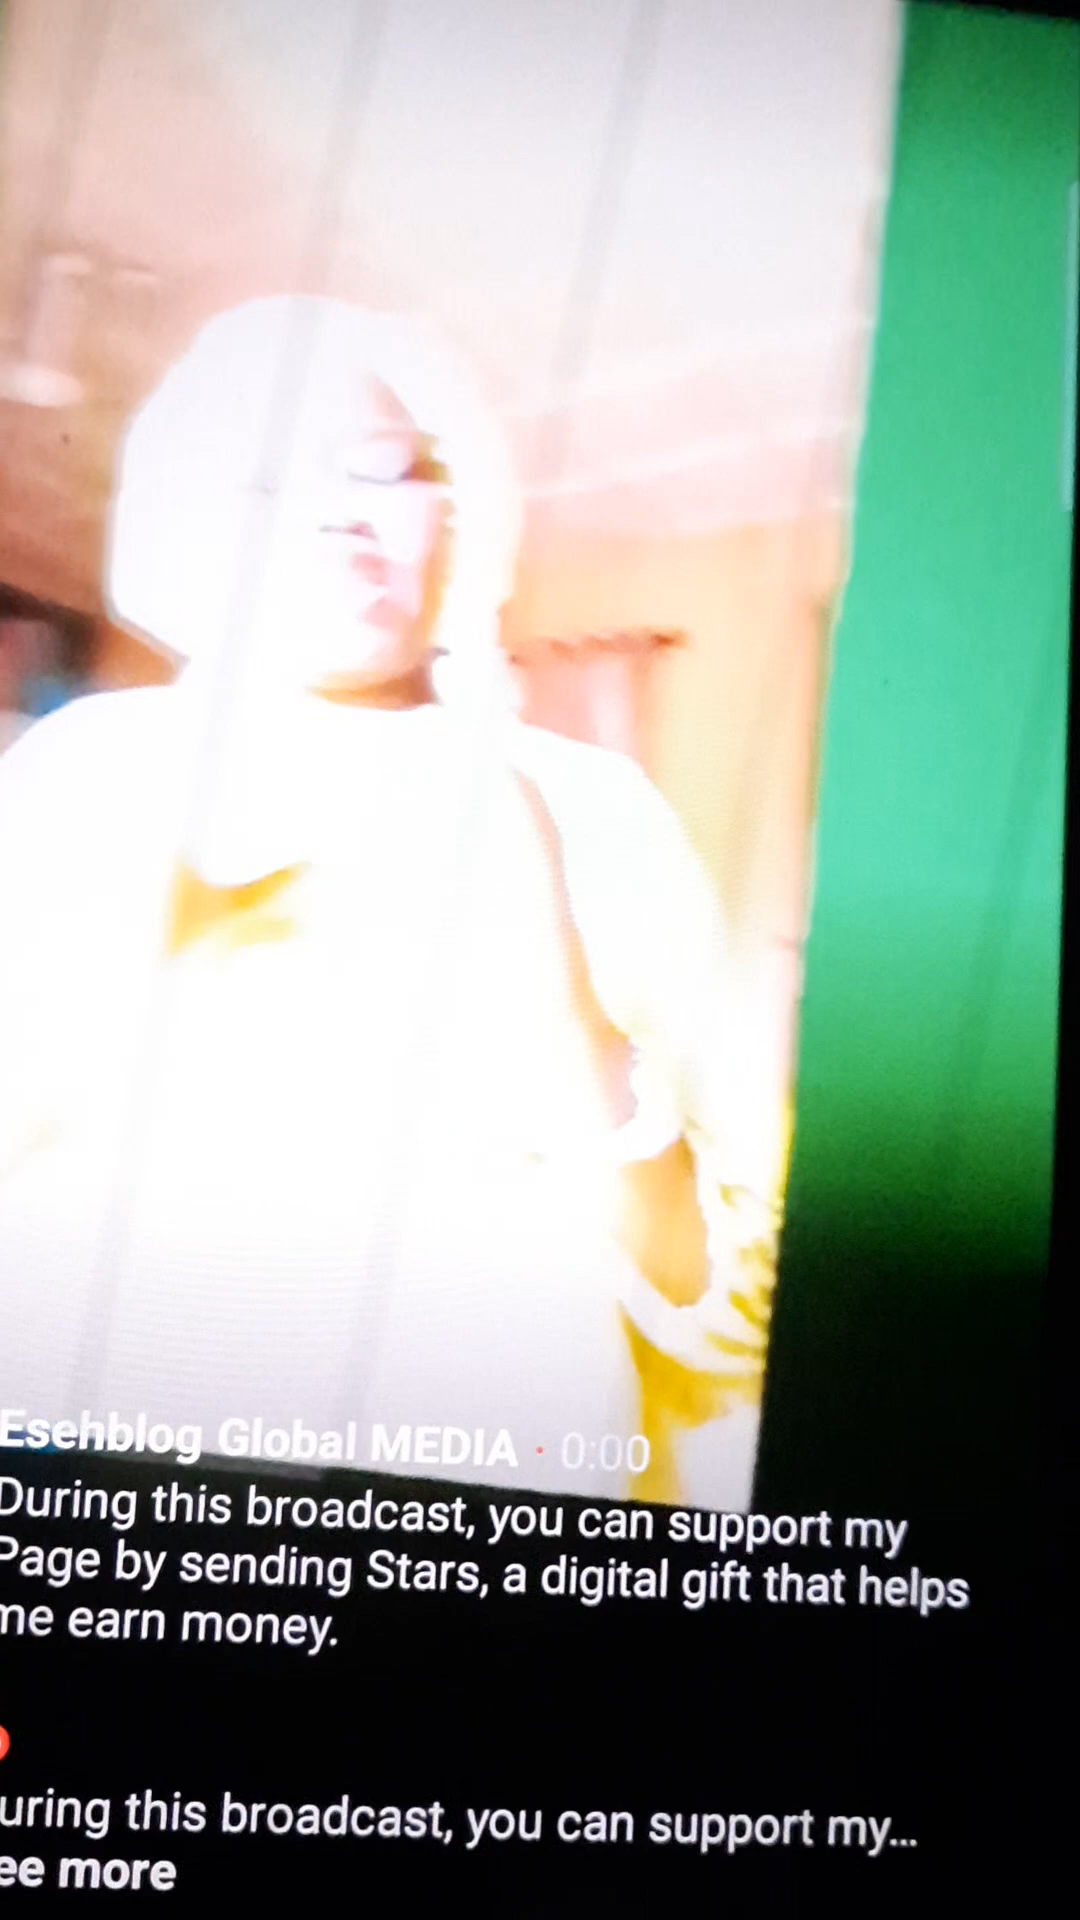 Esehblog Global MEDIA · 0:00
During this broadcast, you can support my
Page by sending Stars, a digital gift that helps
me earn money.
uring this broadcast, you can support my...
ee more